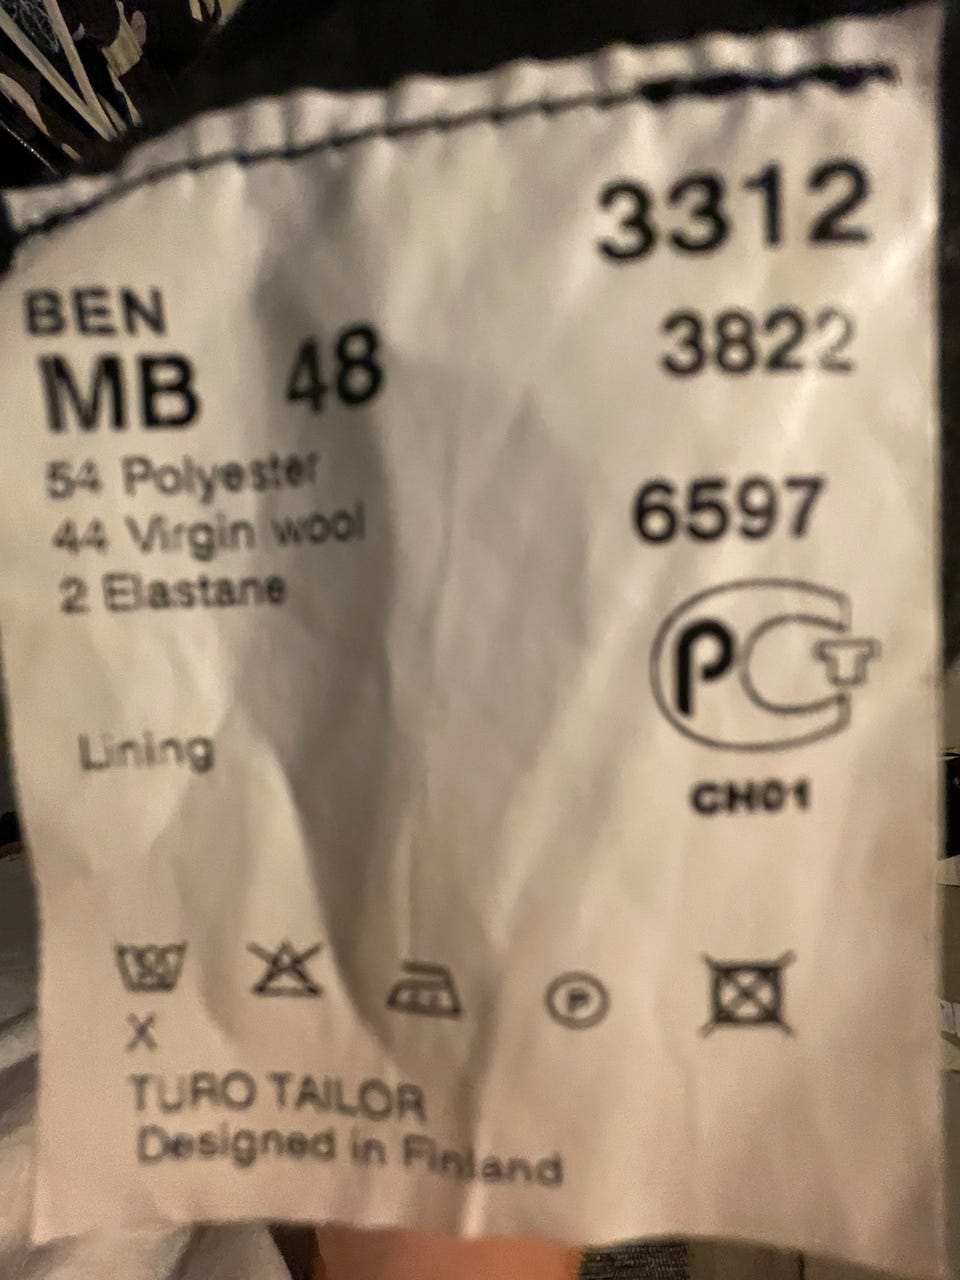 3312
BEN
3822
MB 48
54 Polyester
6597
44 Virgin wool
2 Elastane
PCT
Lining
CH01
P
X
TURO TAILOR
Designed in Finland